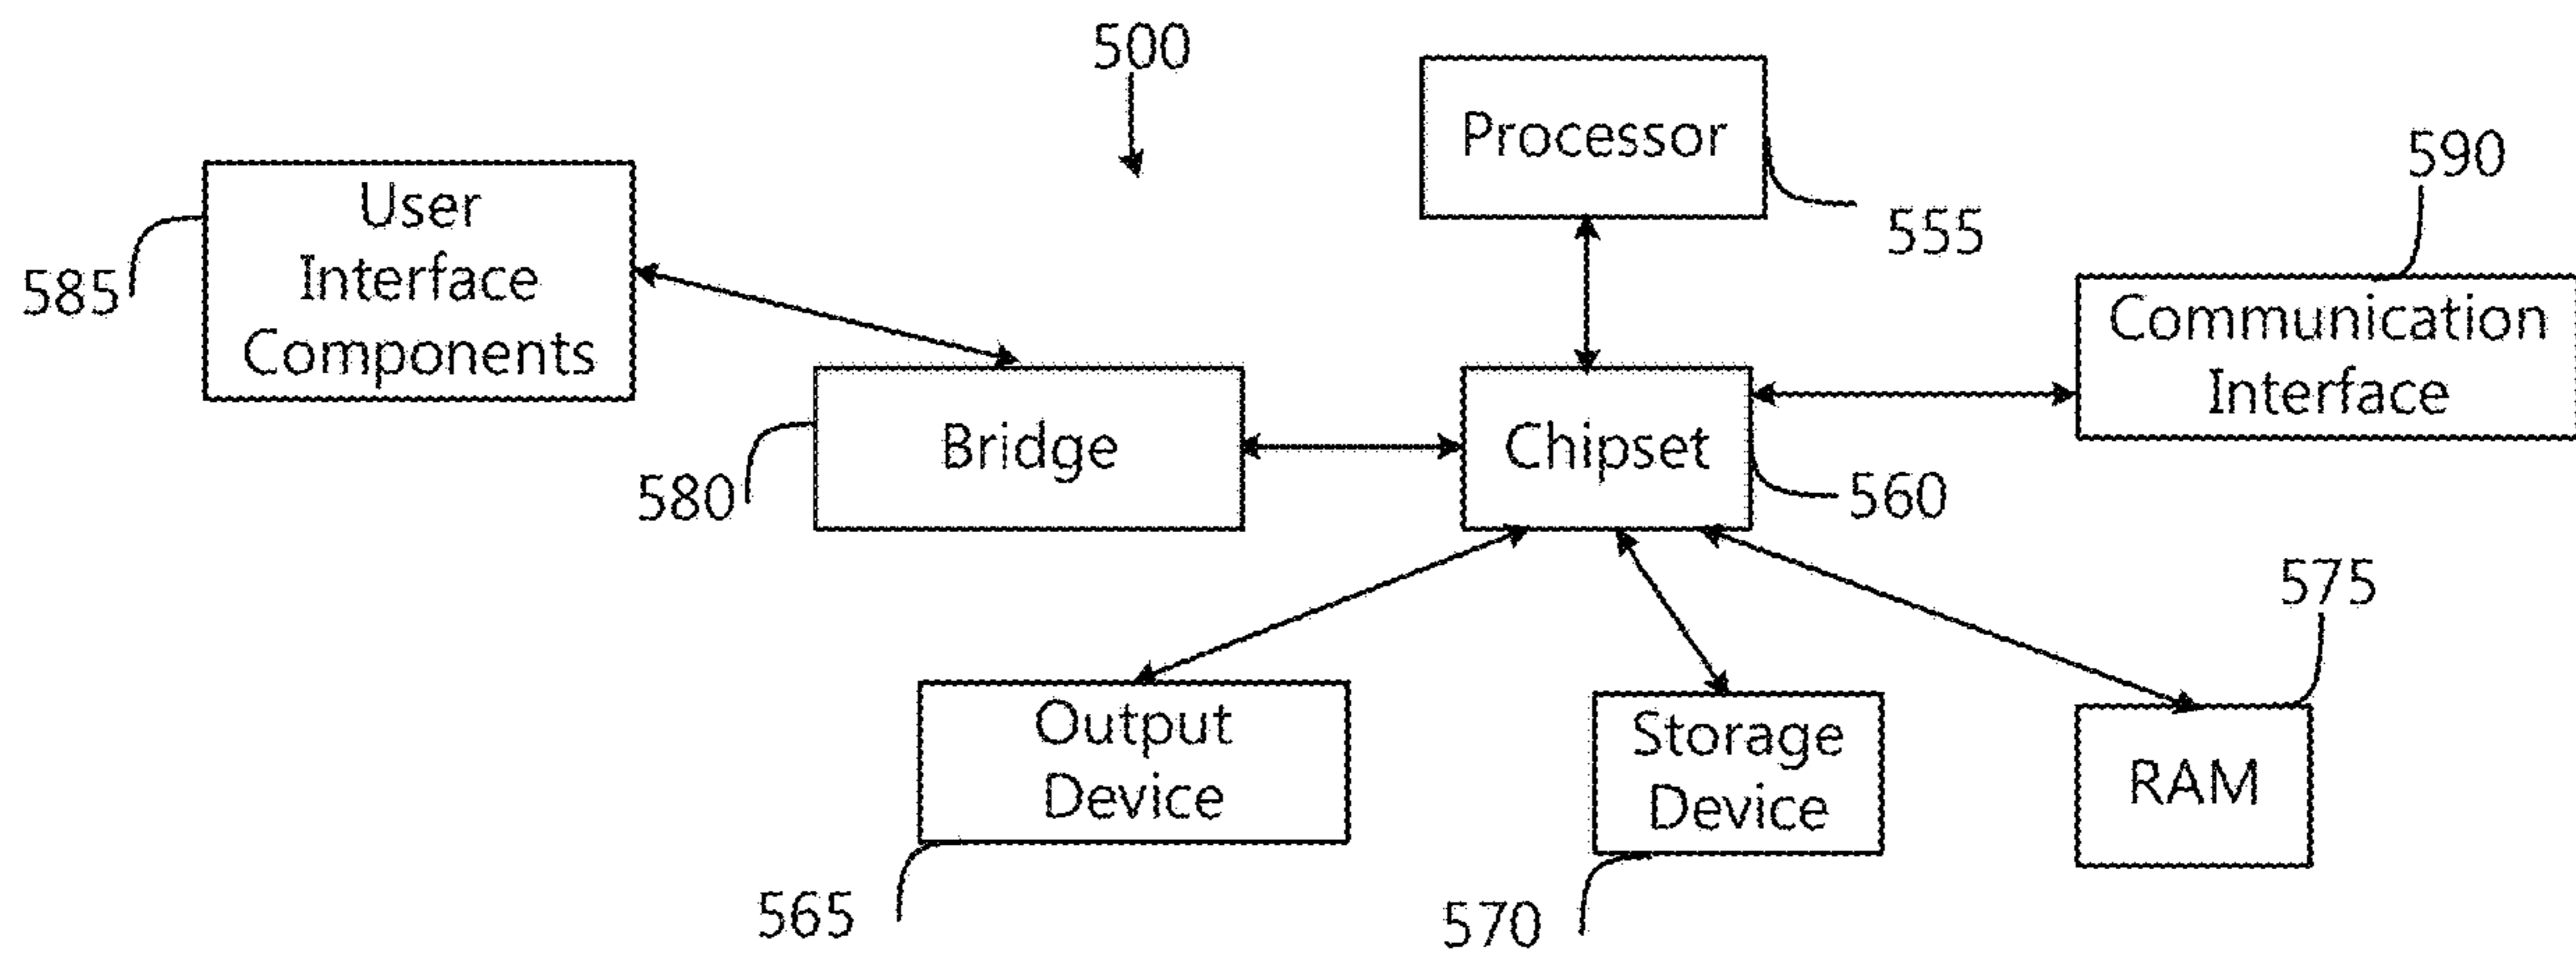 500
Processor
590
User
Interface
Components
555
585
Communication
Interface
Bridge
Chipset
580
560
575
Output
Device
Storage
Device
RAM
565
570